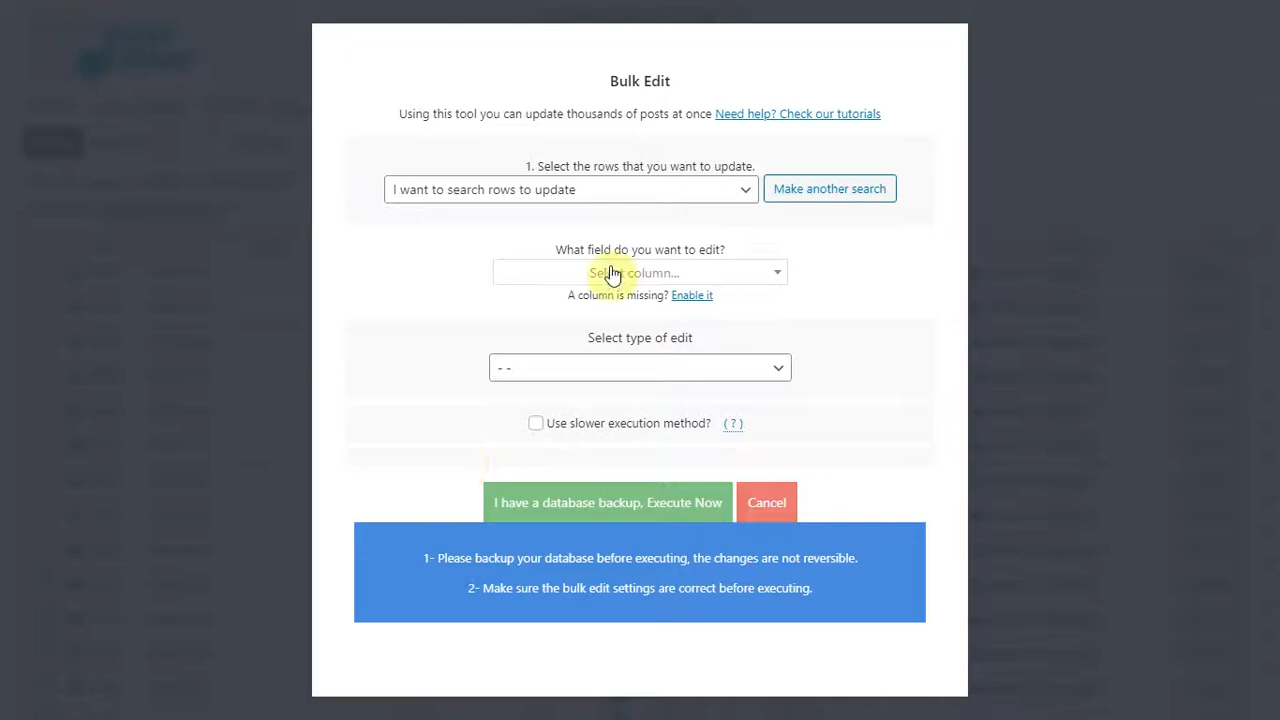 Bulk Edit
Using this tool you can update thousands of posts at once Need help? Check our tutorials
1. Select the rows that you want to update.
I want to search rows to update
Make another search
What field do you want to edit?
Select column...
A column is missing? Enable it
Select type of edit
- -
Use slower execution method? ( ? )
I have a database backup, Execute Now
Cancel
1- Please backup your database before executing, the changes are not reversible.
2- Make sure the bulk edit settings are correct before executing.